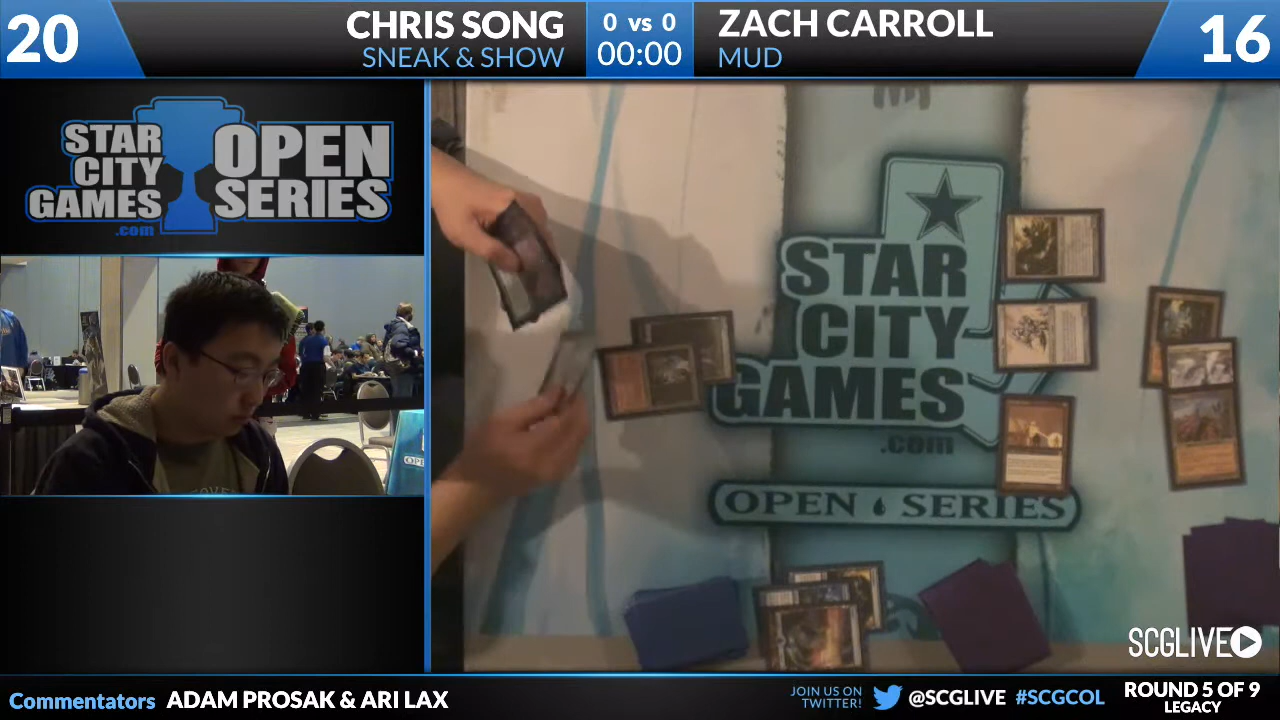 20
CHRIS SONG
SNEAK & SHOW
0 vs 0
00:00
ZACH CARROLL
MUD
16
STAR
CITY
GAMES
.com
OPEN
SERIES
STAR
CITY
GAMES
.com
OPEN SERIES
SCGLIVE
Commentators ADAM PROSAK & ARI LAX
JOIN US ON
TWITTER!
@SCGLIVE #SCGCOL
ROUND 5 OF 9
LEGACY